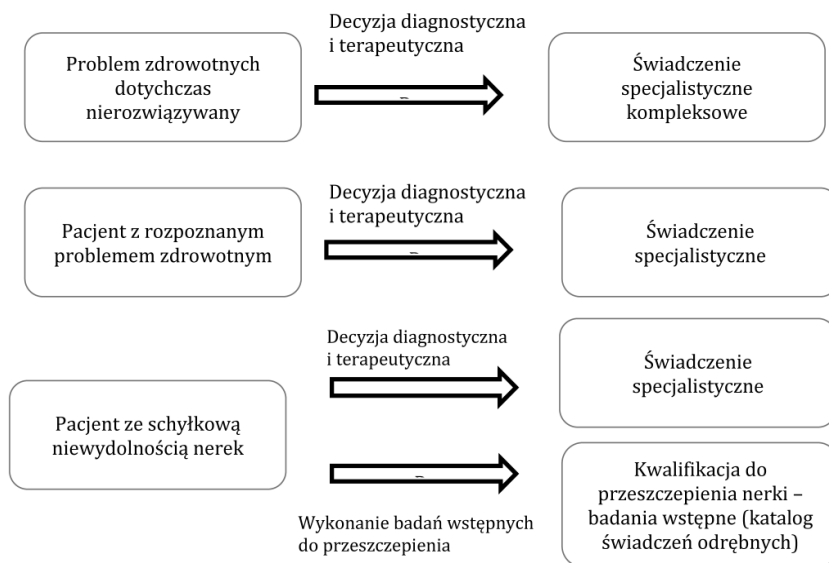 Problem zdrowotnych
dotychczas
nierozwiązywany
Decyzja diagnostyczna
i terapeutyczna
Świadczenie
specjalistyczne
kompleksowe
Pacjent z rozpoznanym
problemem zdrowotnym
Decyzja diagnostyczna
i terapeutyczna
Świadczenie
specjalistyczne
Pacjent ze schyłkową
niewydolnością nerek
Decyzja diagnostyczna
i terapeutyczna
Świadczenie
specjalistyczne
Wykonanie badań wstępnych
do przeszczepienia
Kwalifikacja do
przeszczepienia nerki –
badania wstępne (katalog
świadczeń odrębnych)